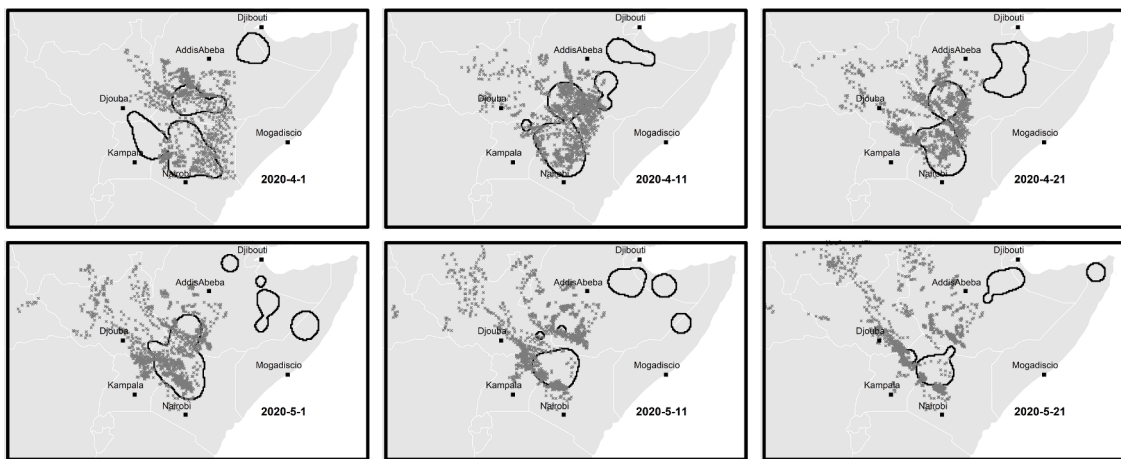 Djibouti
AddisAbeba
Djouba
Mogadiscio
Kampala
Nairobi
2020-4-1
Djibouti
AddisAbeba
Djouba
Mogadiscio
Kampala
Nairobi
2020-4-11
Djibouti
AddisAbeba
Djouba
Mogadiscio
Kampala
Nairobi
2020-4-21
Djibouti
AddisAbeba
Djouba
Mogadiscio
Kampala
Nairobi
2020-5-1
Djibouti
AddisAbeba
Djouba
Mogadiscio
Kampala
Nairobi
2020-5-11
Djibouti
AddisAbeba
Djouba
Mogadiscio
Kampala
Nairobi
2020-5-21